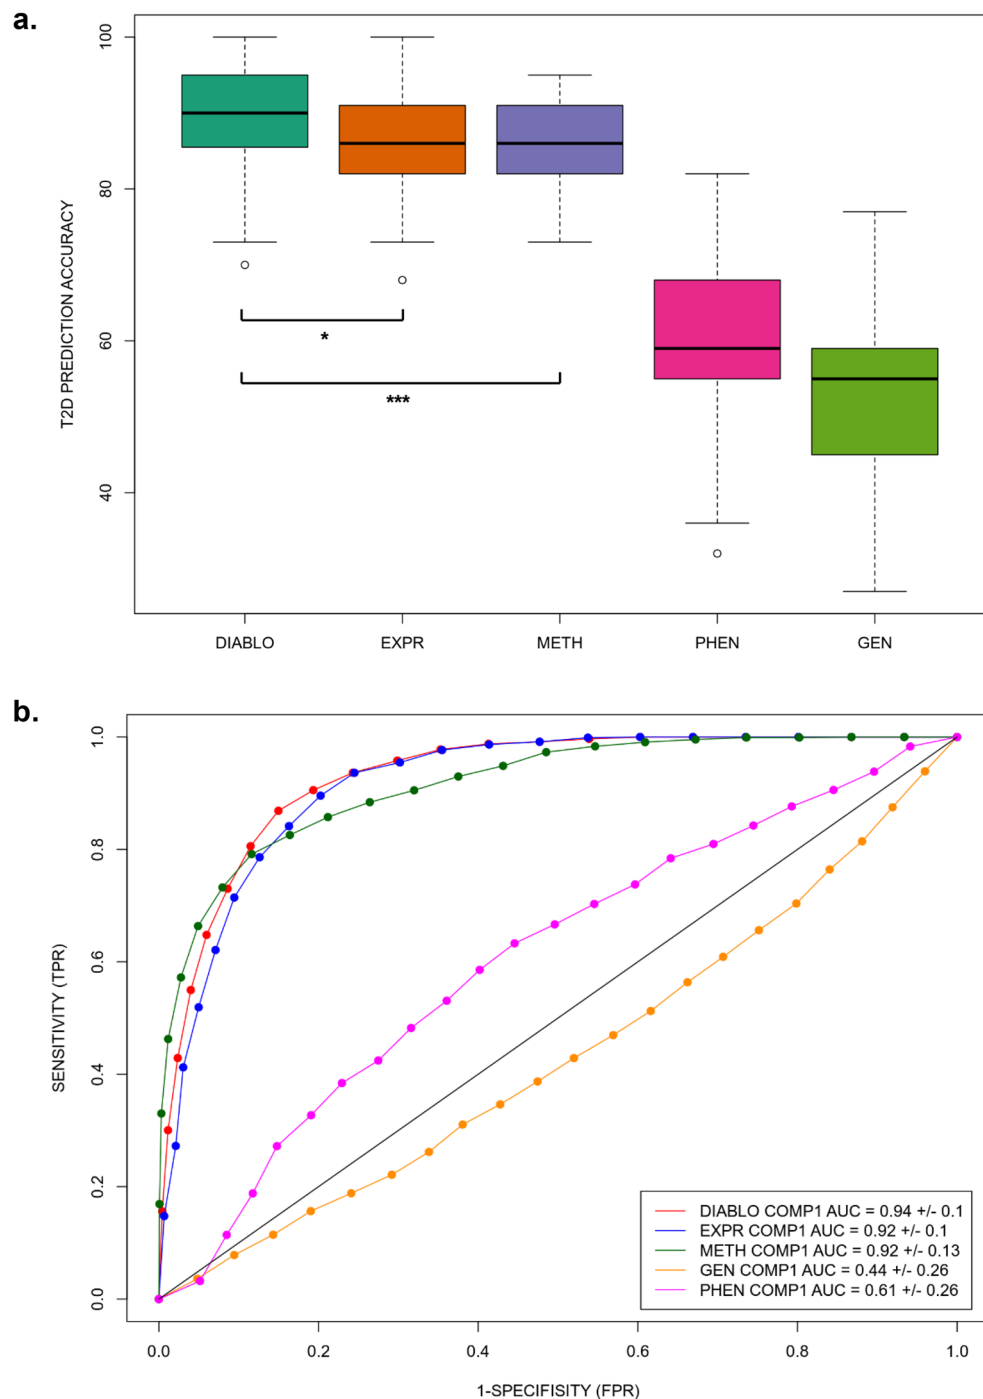 a.
T2D PREDICTION ACCURACY
100
80
60
40
*
***
DIABLO EXPR METH PHEN GEN
b.
SENSITIVITY (TPR)
1.0
0.8
0.6
0.4
0.2
0.0
DIABLO COMP1 AUC = 0.94 +/- 0.1
EXPR COMP1 AUC = 0.92 +/- 0.1
METH COMP1 AUC = 0.92 +/- 0.13
GEN COMP1 AUC = 0.44 +/- 0.26
PHEN COMP1 AUC = 0.61 +/- 0.26
0.0 0.2 0.4 0.6 0.8 1.0
1-SPECIFISITY (FPR)